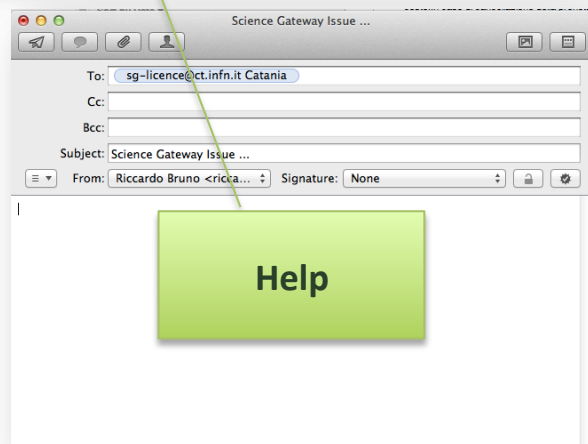 Science Gateway Issue ...
To: sg-licence@ct.infn.it Catania
Cc:
Bcc:
Subject: Science Gateway Issue ...
From: Riccardo Bruno <ricca... Signature: None
Help